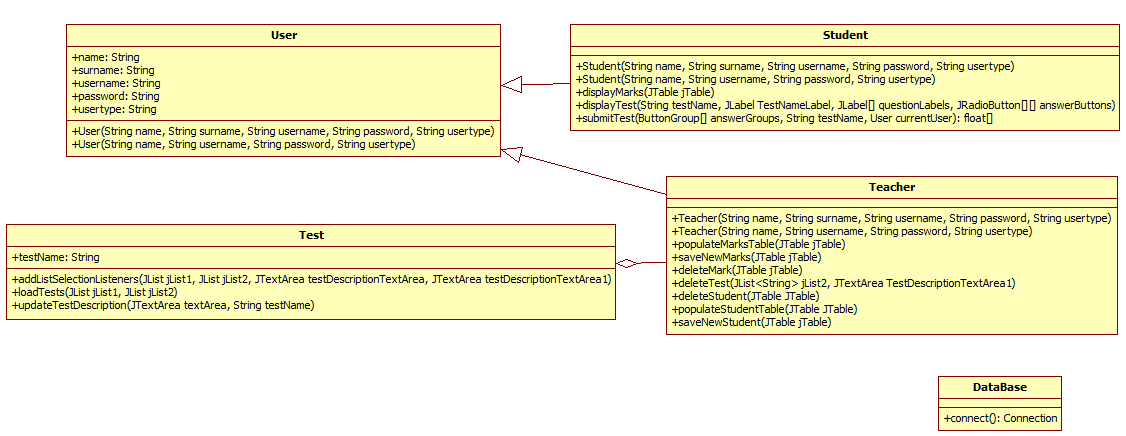 User
+name: String
+surname: String
+username: String
+password: String
+usertype: String
+User(String name, String surname, String username, String password, String usertype)
+User(String name, String username, String password, String usertype)
Student
+Student(String name, String surname, String username, String password, String usertype)
+Student(String name, String username, String password, String usertype)
+displayMarks(JTable jTable)
+displayTest(String testName, JLabel TestNameLabel, JLabel[] questionLabels, JRadioButton[][] answerButtons)
+submitTest(ButtonGroup[] answerGroups, String testName, User currentUser): float[]
Teacher
+Teacher(String name, String surname, String username, String password, String usertype)
+Teacher(String name, String username, String password, String usertype)
+populateMarksTable(JTable jTable)
+saveNewMarks(JTable jTable)
+deleteMark(JTable jTable)
+deleteTest(JList<String> jList2, JTextArea TestDescriptionTextArea1)
+deleteStudent(JTable JTable)
+populateStudentTable(JTable JTable)
+saveNewStudent(JTable jTable)
Test
+testName: String
+addListSelectionListeners(JList jList1, JList jList2, JTextArea testDescriptionTextArea, JTextArea testDescriptionTextArea1)
+loadTests(JList jList1, JList jList2)
+updateTestDescription(JTextArea textArea, String testName)
DataBase
+connect(): Connection